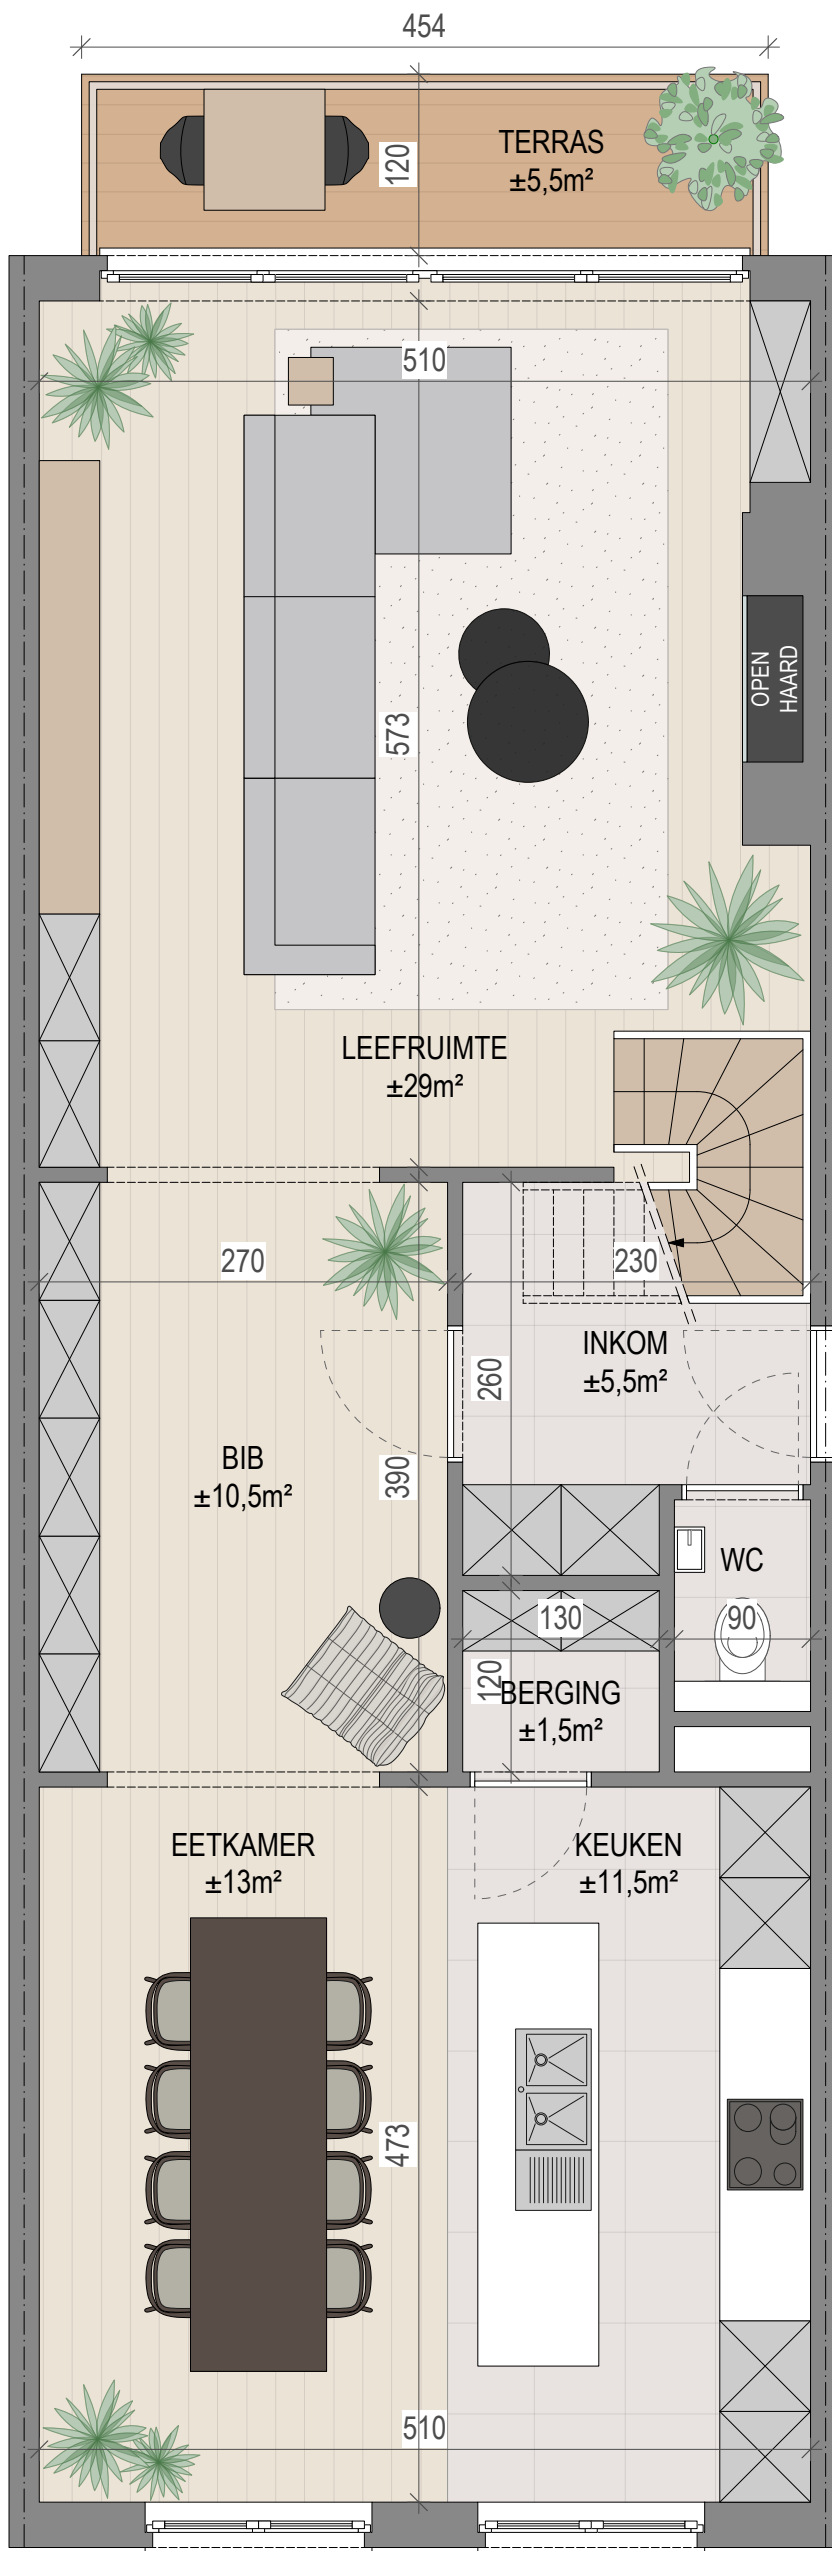 454
TERRAS
±5,5m²
120
510
OPEN
HAARD
573
LEEFRUIMTE
±29m²
270
230
INKOM
±5,5m²
260
BIB
±10,5m²
390
WC
130
90
120
BERGING
±1,5m²
EETKAMER
±13m²
KEUKEN
±11,5m²
473
510